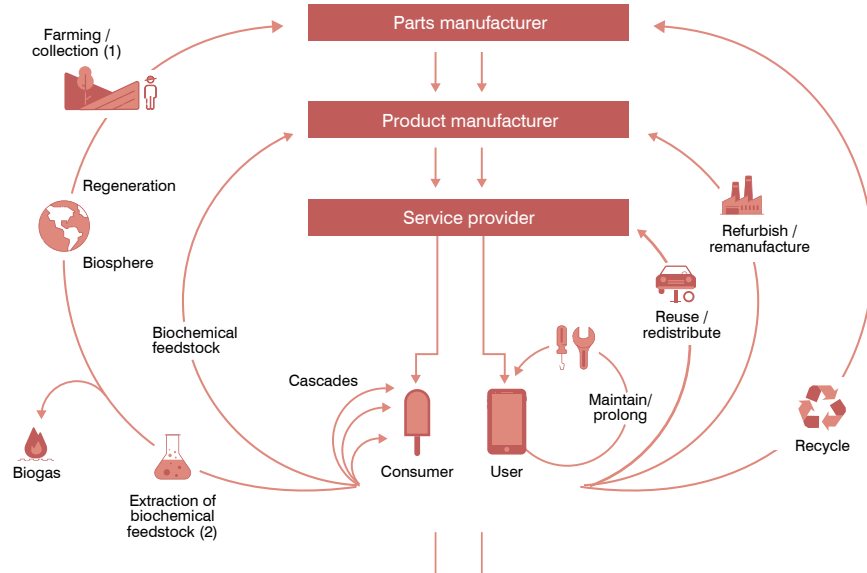 Parts manufacturer
Farming /
collection (1)
Product manufacturer
Regeneration
Service provider
Refurbish /
remanufacture
Biosphere
Reuse /
redistribute
Biochemical
feedstock
Cascades
Maintain/
prolong
Biogas
Consumer
User
Recycle
Extraction of
biochemical
feedstock (2)